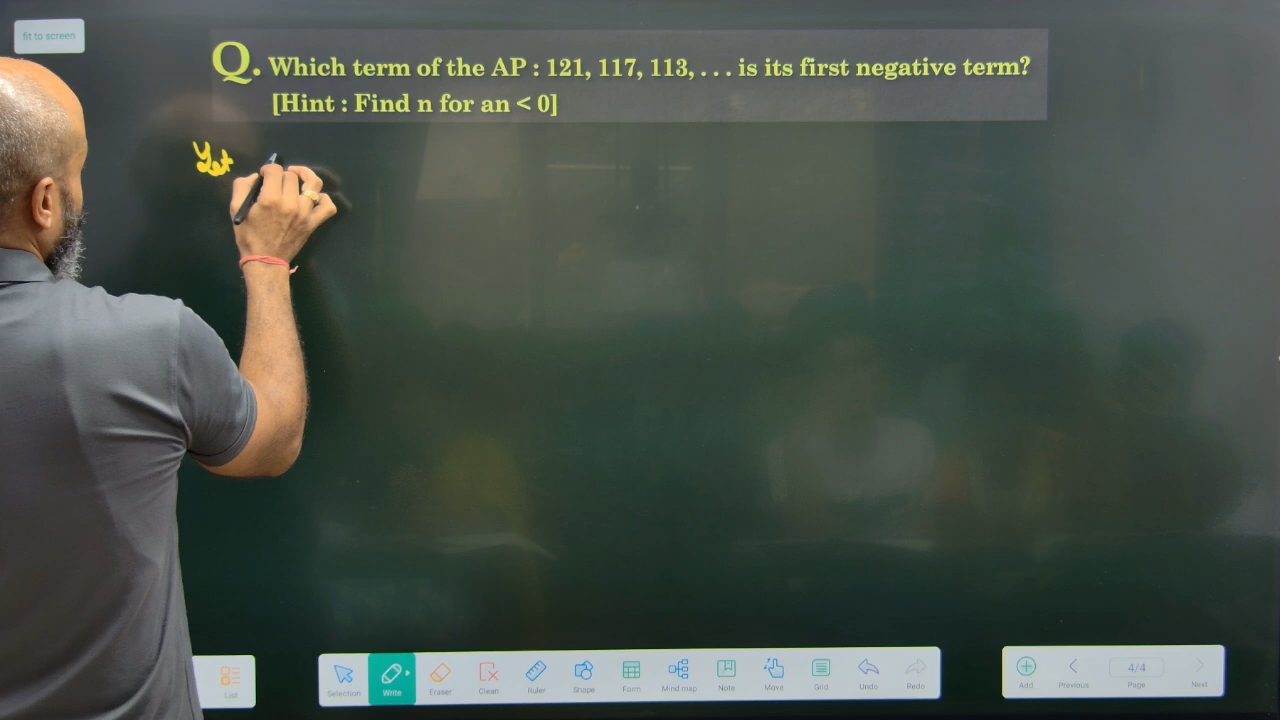 fit to screen
Q. Which term of the AP : 121, 117, 113, . . . is its first negative term?
[Hint : Find n for an < 0]
List
Selection Write Eraser Clean Ruler Shape Form Mind map Note Move Grid Undo Redo
Add Previous 4/4 Page Next